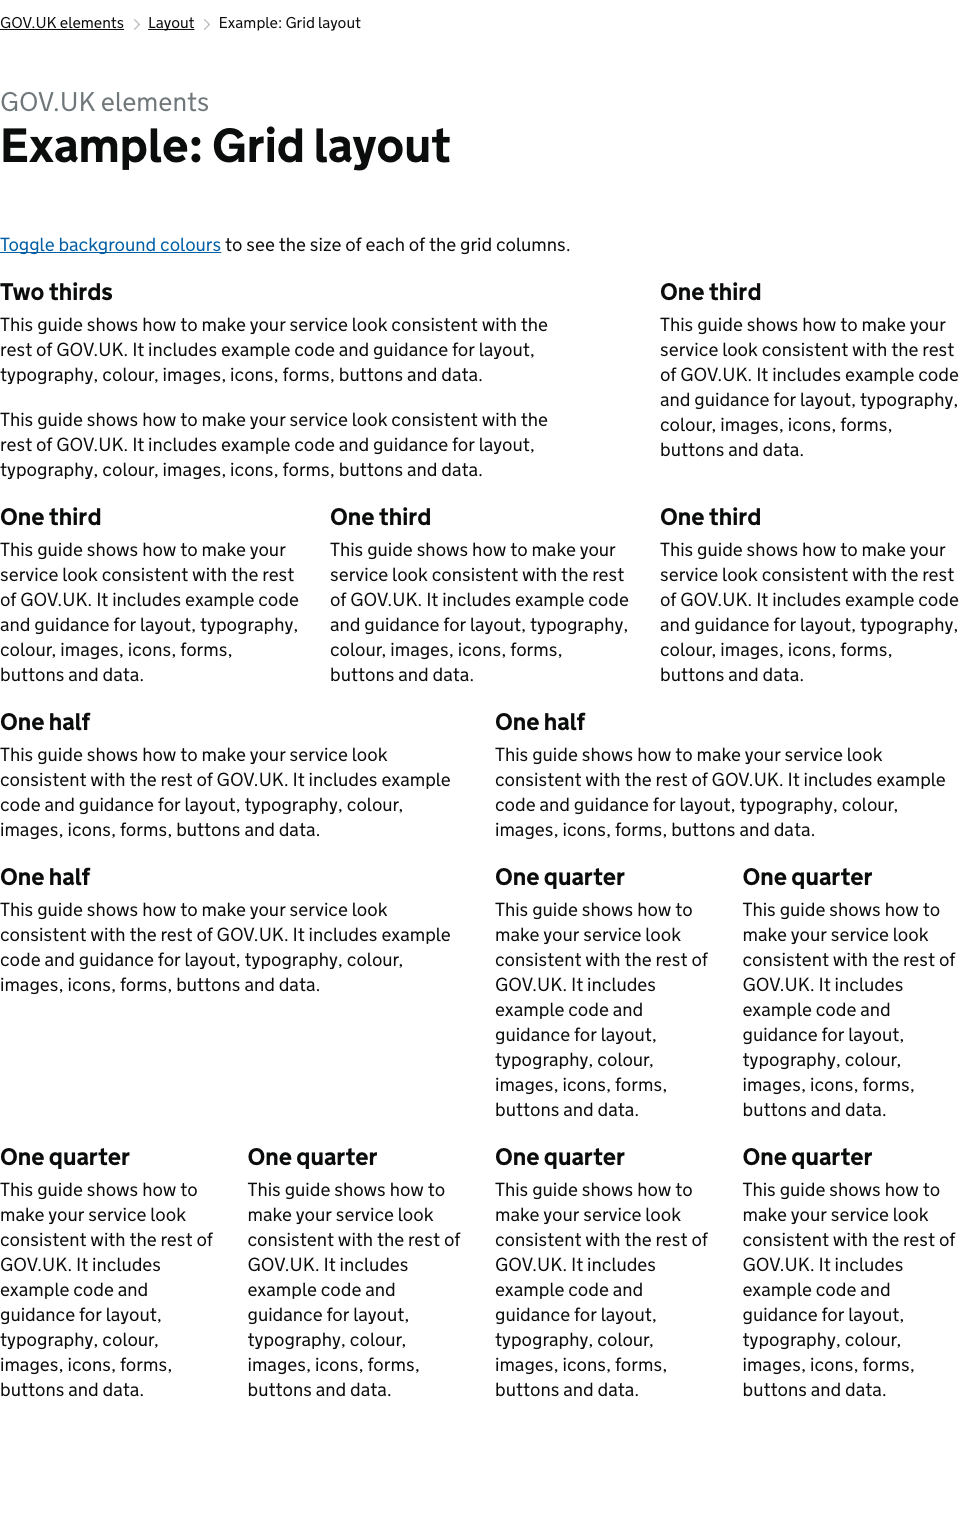 GOV.UK elements Layout Example: Grid layout
GOV.UK elements
Example: Grid layout
Toggle background colours to see the size of each of the grid columns.
Two thirds
This guide shows how to make your service look consistent with the
rest of GOV.UK. It includes example code and guidance for layout,
typography, colour, images, icons, forms, buttons and data.
This guide shows how to make your service look consistent with the
rest of GOV.UK. It includes example code and guidance for layout,
typography, colour, images, icons, forms, buttons and data.
One third
This guide shows how to make your
service look consistent with the rest
of GOV.UK. It includes example code
and guidance for layout, typography,
colour, images, icons, forms,
buttons and data.
One third
This guide shows how to make your
service look consistent with the rest
of GOV.UK. It includes example code
and guidance for layout, typography,
colour, images, icons, forms,
buttons and data.
One third
This guide shows how to make your
service look consistent with the rest
of GOV.UK. It includes example code
and guidance for layout, typography,
colour, images, icons, forms,
buttons and data.
One third
This guide shows how to make your
service look consistent with the rest
of GOV.UK. It includes example code
and guidance for layout, typography,
colour, images, icons, forms,
buttons and data.
One half
This guide shows how to make your service look
consistent with the rest of GOV.UK. It includes example
code and guidance for layout, typography, colour,
images, icons, forms, buttons and data.
One half
This guide shows how to make your service look
consistent with the rest of GOV.UK. It includes example
code and guidance for layout, typography, colour,
images, icons, forms, buttons and data.
One half
This guide shows how to make your service look
consistent with the rest of GOV.UK. It includes example
code and guidance for layout, typography, colour,
images, icons, forms, buttons and data.
One quarter
This guide shows how to
make your service look
consistent with the rest of
GOV.UK. It includes
example code and
guidance for layout,
typography, colour,
images, icons, forms,
buttons and data.
One quarter
This guide shows how to
make your service look
consistent with the rest of
GOV.UK. It includes
example code and
guidance for layout,
typography, colour,
images, icons, forms,
buttons and data.
One quarter
This guide shows how to
make your service look
consistent with the rest of
GOV.UK. It includes
example code and
guidance for layout,
typography, colour,
images, icons, forms,
buttons and data.
One quarter
This guide shows how to
make your service look
consistent with the rest of
GOV.UK. It includes
example code and
guidance for layout,
typography, colour,
images, icons, forms,
buttons and data.
One quarter
This guide shows how to
make your service look
consistent with the rest of
GOV.UK. It includes
example code and
guidance for layout,
typography, colour,
images, icons, forms,
buttons and data.
One quarter
This guide shows how to
make your service look
consistent with the rest of
GOV.UK. It includes
example code and
guidance for layout,
typography, colour,
images, icons, forms,
buttons and data.